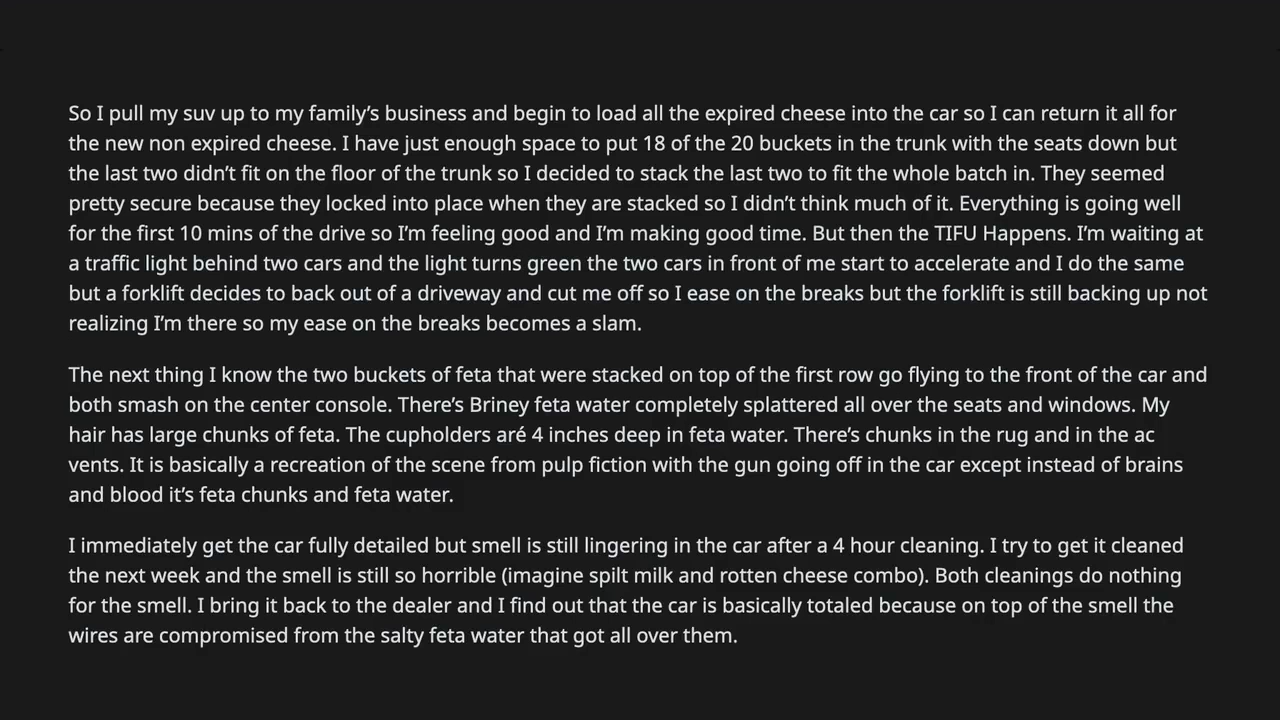 So I pull my suv up to my family's business and begin to load all the expired cheese into the car so I can return it all for
the new non expired cheese. I have just enough space to put 18 of the 20 buckets in the trunk with the seats down but
the last two didn't fit on the floor of the trunk so I decided to stack the last two to fit the whole batch in. They seemed
pretty secure because they locked into place when they are stacked so I didn't think much of it. Everything is going well
for the first 10 mins of the drive so I'm feeling good and I'm making good time. But then the TIFU Happens. I'm waiting at
a traffic light behind two cars and the light turns green the two cars in front of me start to accelerate and I do the same
but a forklift decides to back out of a driveway and cut me off so I ease on the breaks but the forklift is still backing up not
realizing I'm there so my ease on the breaks becomes a slam.
The next thing I know the two buckets of feta that were stacked on top of the first row go flying to the front of the car and
both smash on the center console. There's Briney feta water completely splattered all over the seats and windows. My
hair has large chunks of feta. The cupholders aré 4 inches deep in feta water. There's chunks in the rug and in the ac
vents. It is basically a recreation of the scene from pulp fiction with the gun going off in the car except instead of brains
and blood it's feta chunks and feta water.
I immediately get the car fully detailed but smell is still lingering in the car after a 4 hour cleaning. I try to get it cleaned
the next week and the smell is still so horrible (imagine spilt milk and rotten cheese combo). Both cleanings do nothing
for the smell. I bring it back to the dealer and I find out that the car is basically totaled because on top of the smell the
wires are compromised from the salty feta water that got all over them.